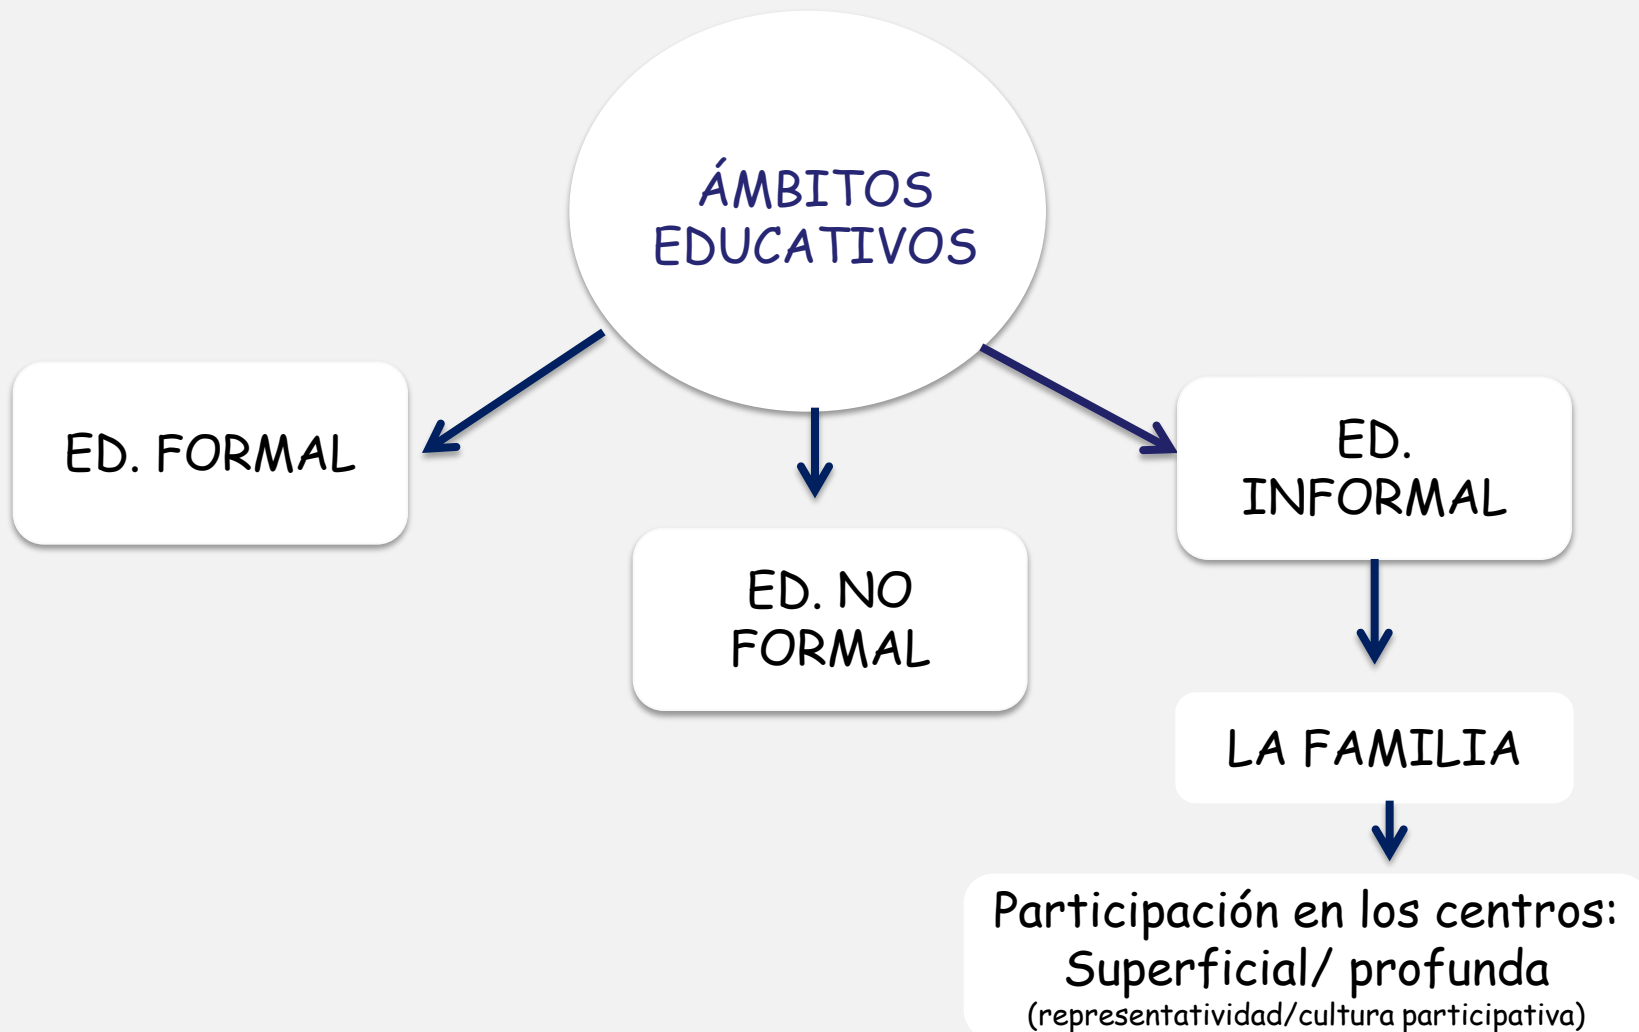 ÁMBITOS
EDUCATIVOS
ED. FORMAL
ED. NO
FORMAL
ED.
INFORMAL
LA FAMILIA
Participación en los centros:
Superficial/ profunda
(representatividad/cultura participativa)